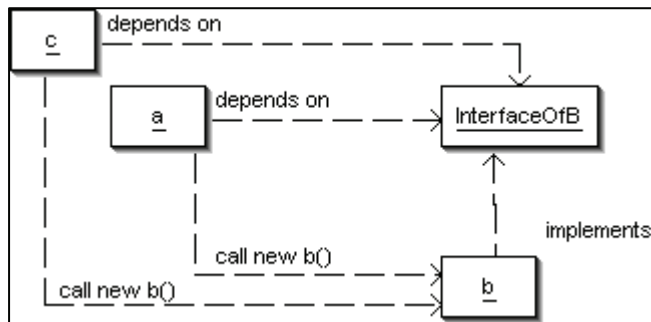 depends on
c
depends on
a
InterfaceOfB
implements
call new b()
call new b()
b